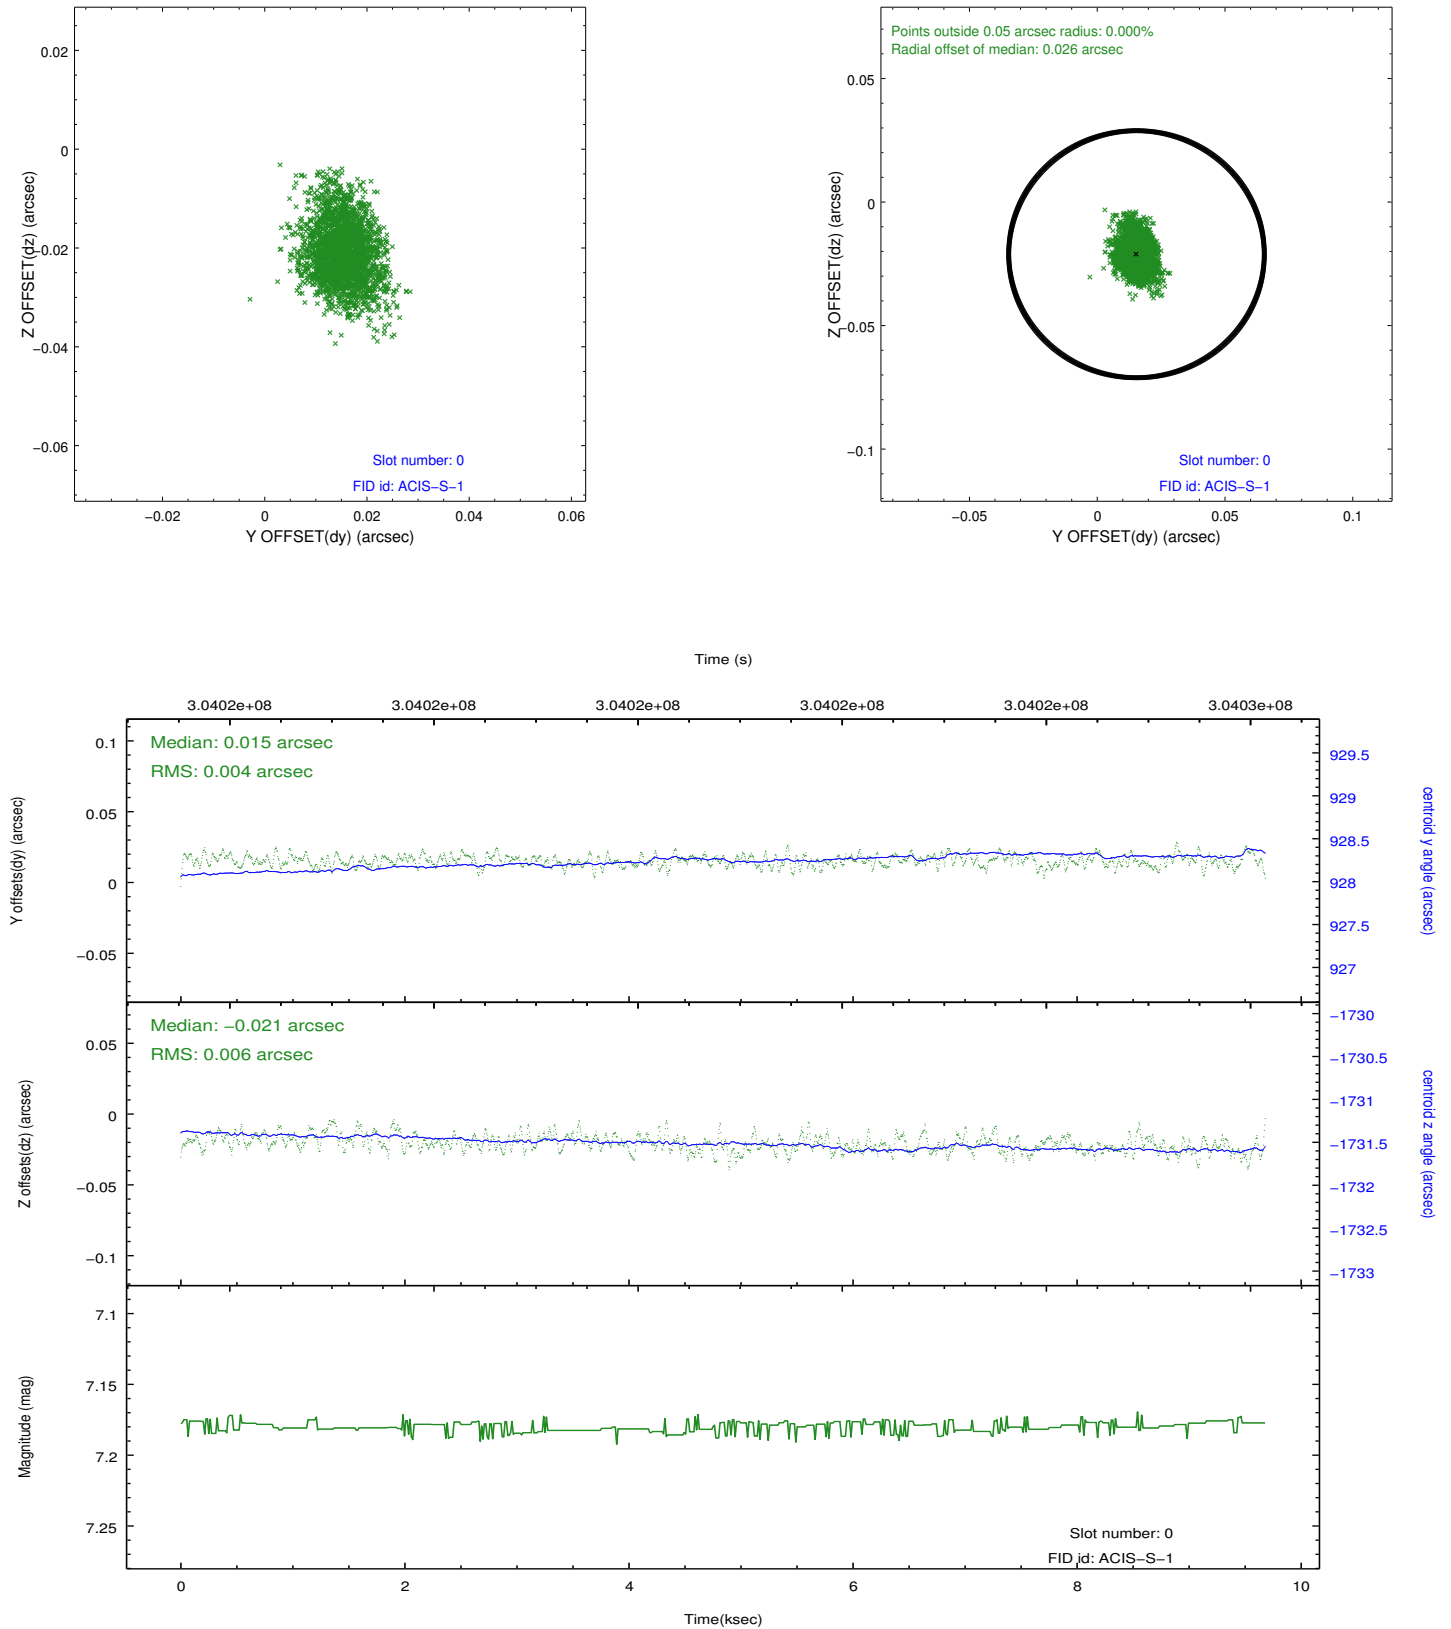 0.02
0
−0.02
−0.04
−0.06
Z OFFSET(dz) (arcsec)
Slot number: 0
FID id: ACIS−S−1
−0.02 0 0.02 0.04 0.06
Y OFFSET(dy) (arcsec)
Points outside 0.05 arcsec radius: 0.000%
Radial offset of median: 0.026 arcsec
0.05
0
−0.05
−0.1
Z OFFSET(dz) (arcsec)
Slot number: 0
FID id: ACIS−S−1
−0.05 0 0.05 0.1
Y OFFSET(dy) (arcsec)
Time (s)
3.0402e+08 3.0402e+08 3.0402e+08 3.0402e+08 3.0402e+08 3.0403e+08
Median: 0.015 arcsec
RMS: 0.004 arcsec
0.1
0.05
0
−0.05
Y offsets(dy) (arcsec)
929.5
929
928.5
928
927.5
927
centroid y angle (arcsec)
Median: −0.021 arcsec
RMS: 0.006 arcsec
0.05
0
−0.05
−0.1
Z offsets(dz) (arcsec)
−1730
−1730.5
−1731
−1731.5
−1732
−1732.5
−1733
centroid z angle (arcsec)
7.1
7.15
7.2
7.25
Magnitude (mag)
Slot number: 0
FID id: ACIS−S−1
0 2 4 6 8 10
Time(ksec)